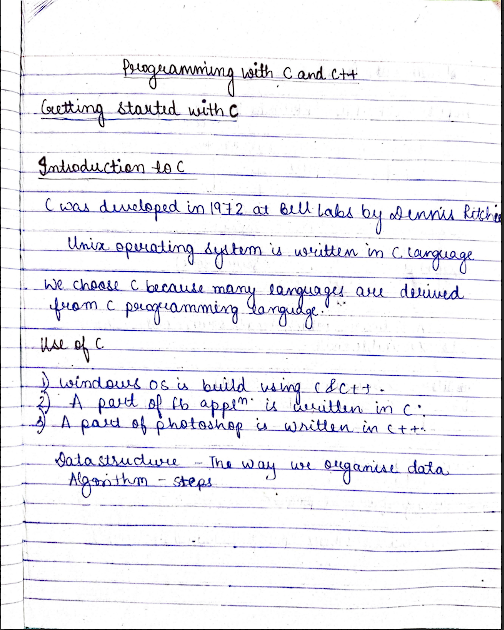 Programming with C and C++
Getting started with C
Introduction to C
C was developed in 1972 at Bell Labs by Dennis Ritchie
Unix operating system is written in C language
We choose C because many languages are derived
from C programming language.
Use of C
1) Windows OS is build using C & C++.
2) A part of fb appln. is written in C.
3) A part of photoshop is written in C++.
Datastructure - The way we organise data
Algorithm - steps